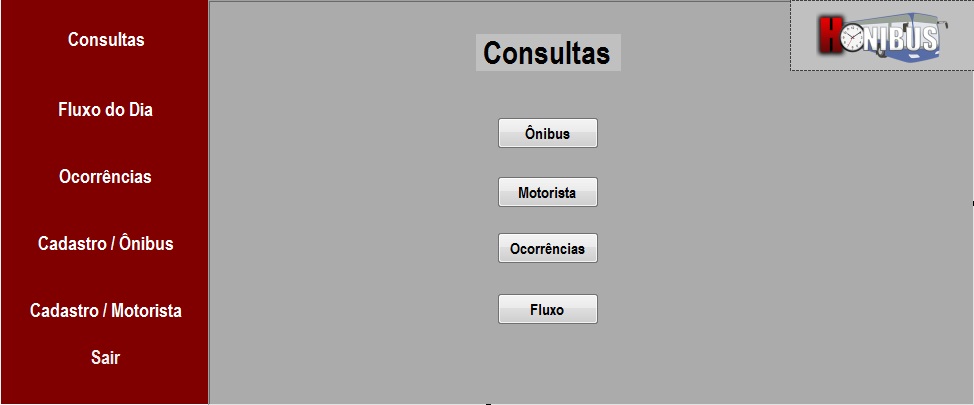 Consultas
Fluxo do Dia
Ocorrências
Cadastro / Ônibus
Cadastro / Motorista
Sair
Consultas
Ônibus
Motorista
Ocorrências
Fluxo
HONIBUS